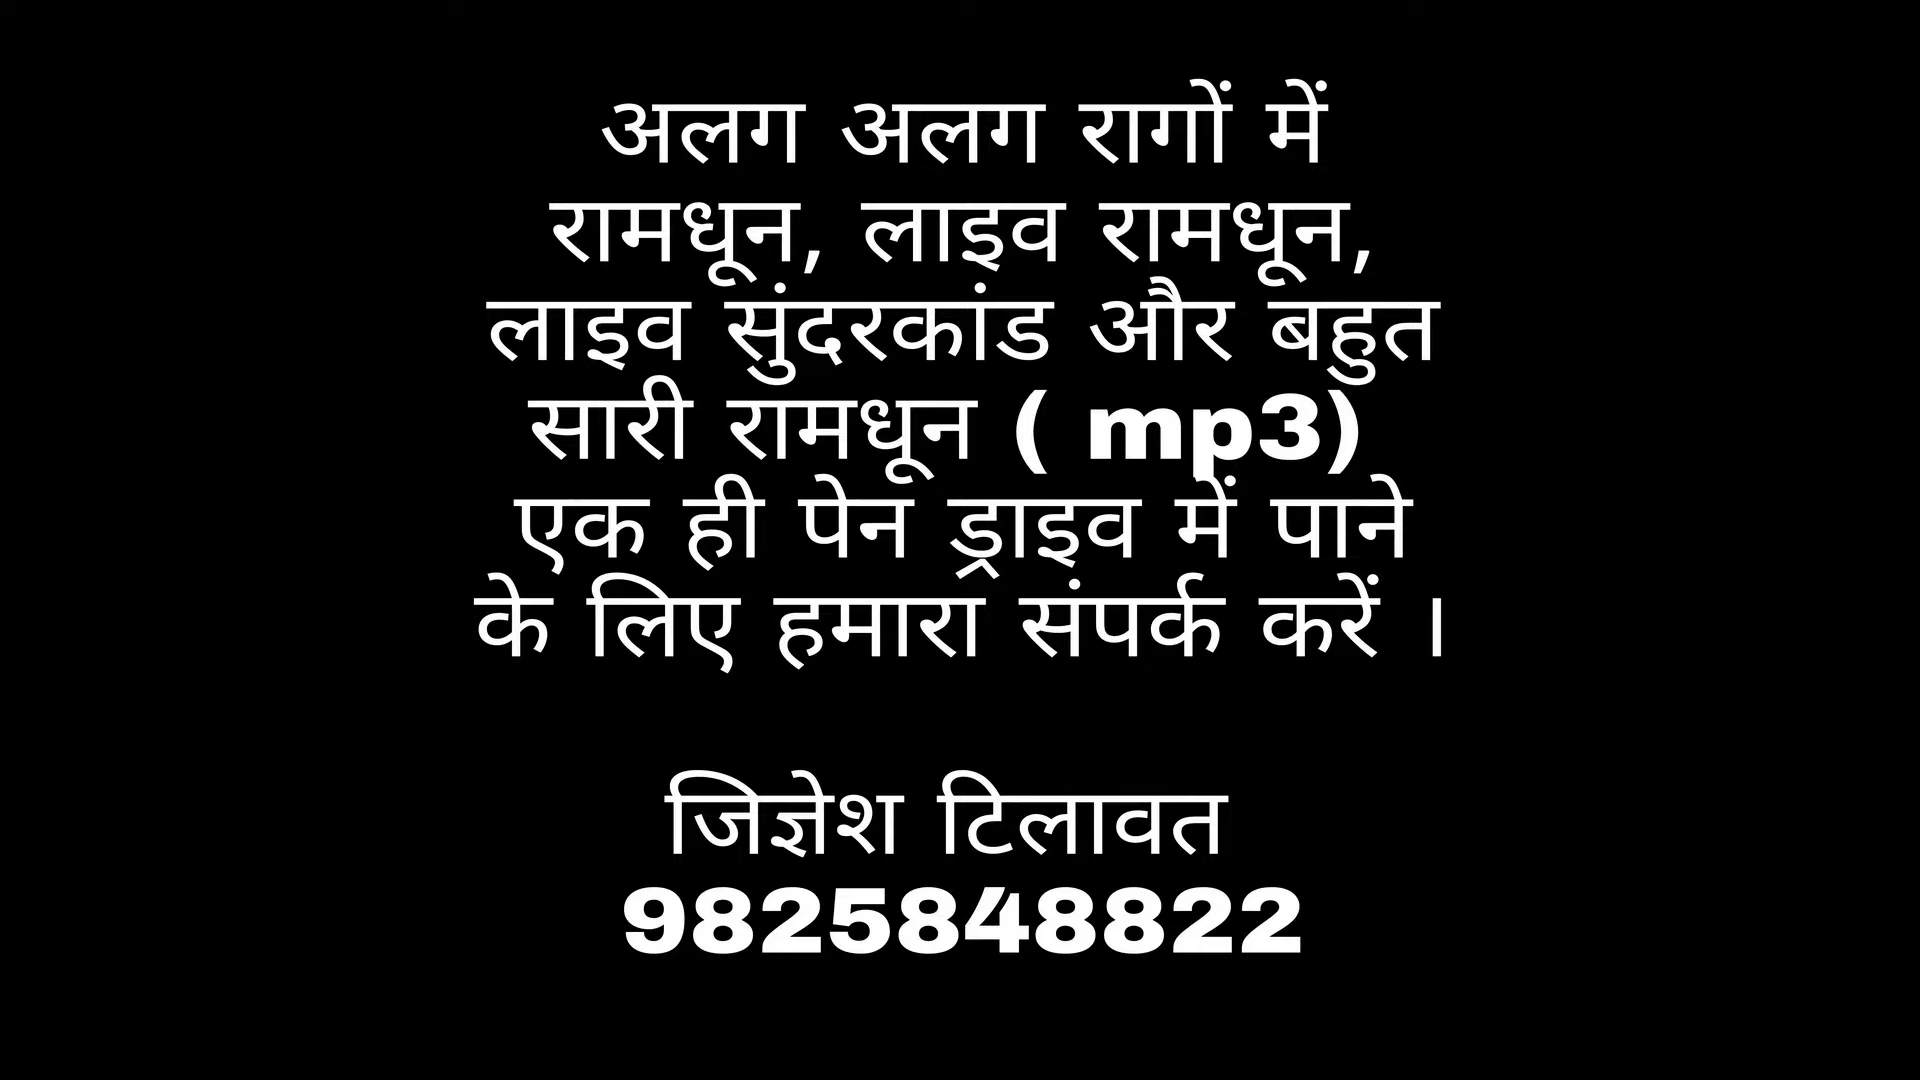 अलग अलग रागों में
रामधून, लाइव रामधून,
लाइव सुंदरकांड और बहुत
सारी रामधून ( mp3)
एक ही पेन ड्राइव में पाने
के लिए हमारा संपर्क करें ।
जिज्ञेश टिलावत
9825848822